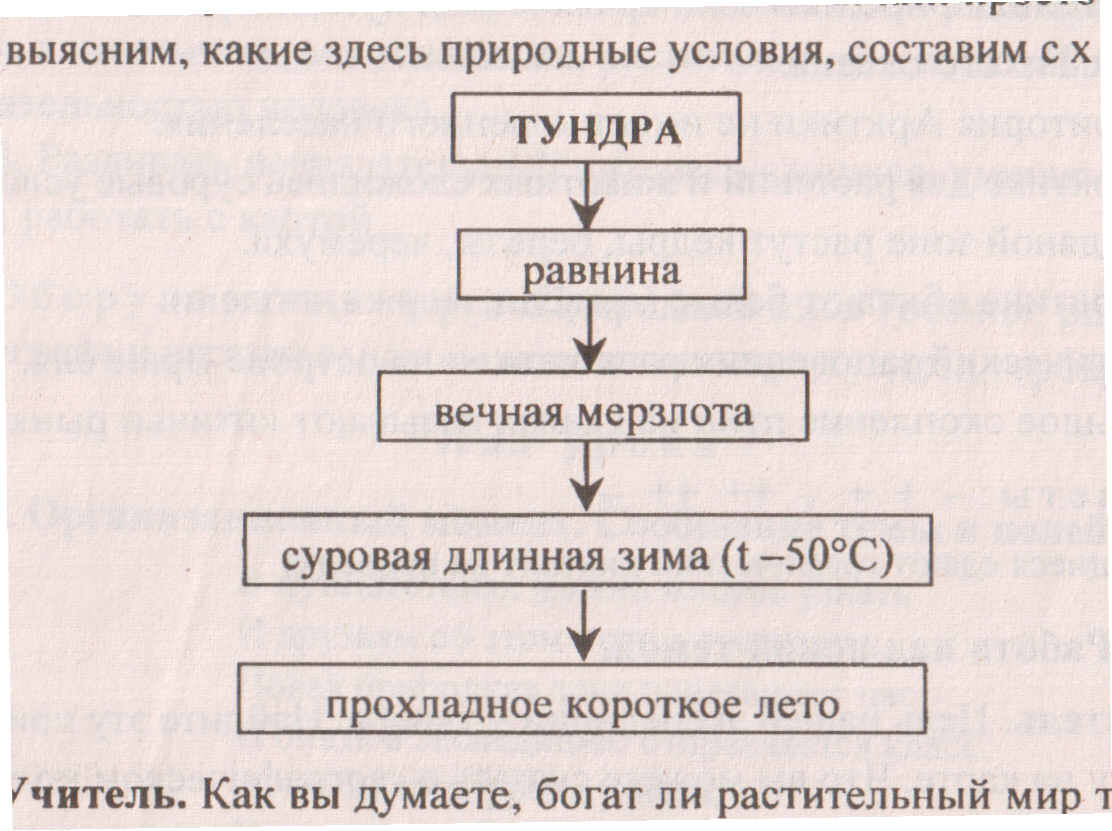 выясним, какие здесь природные условия, составим сх
ТУНДРА
равнина
вечная мерзлота
суровая длинная зима (t –50°C)
прохладное короткое лето
Учитель. Как вы думаете, богат ли растительный мир т